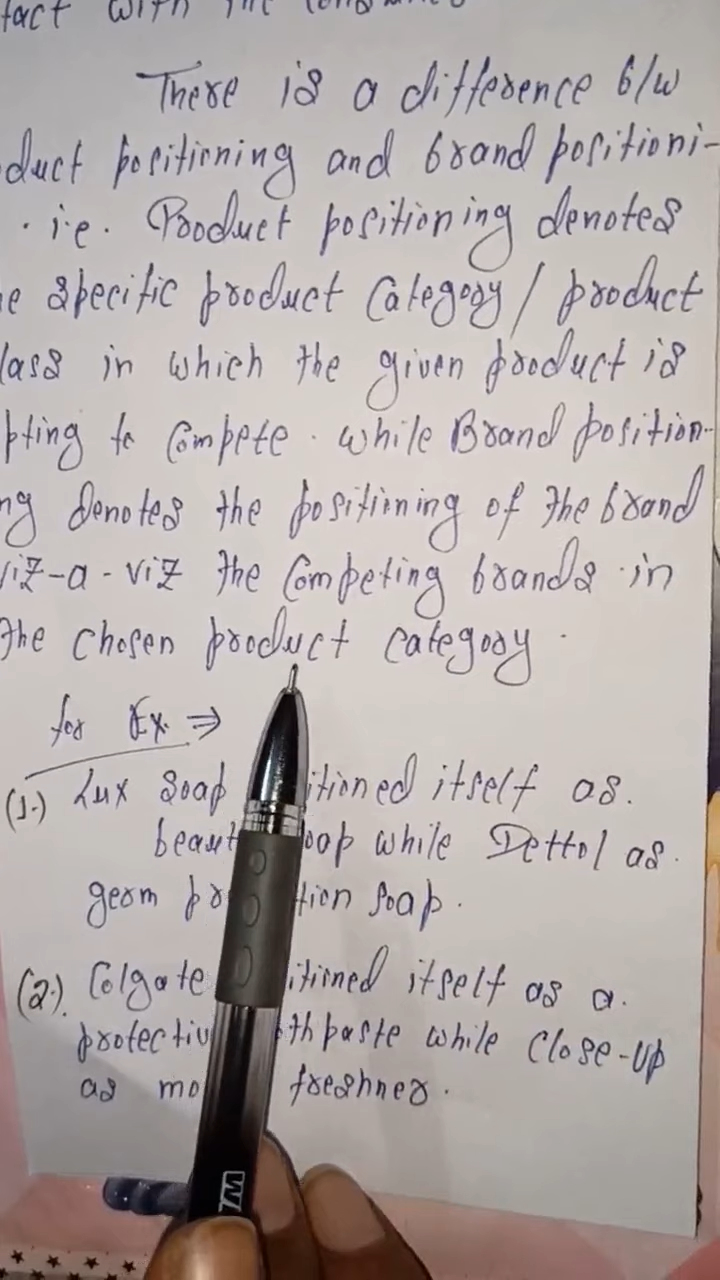 fact with the
There is a difference b/w
duct positioning and brand positioni-
. i.e. Product positioning denotes
e specific product category / product
lass in which the given product is
pting to compete. while Brand position-
ng denotes the positioning of the brand
viz-a-viz the competing brands in
the chosen product category.
for Ex. ⇒
(1.) Lux soap itioned itself as.
beaut oap while Dettol as.
germ pro tion soap.
(2.). Colgate itioned itself as a.
protectiv thpaste while Close-up
as mo freshner.
W